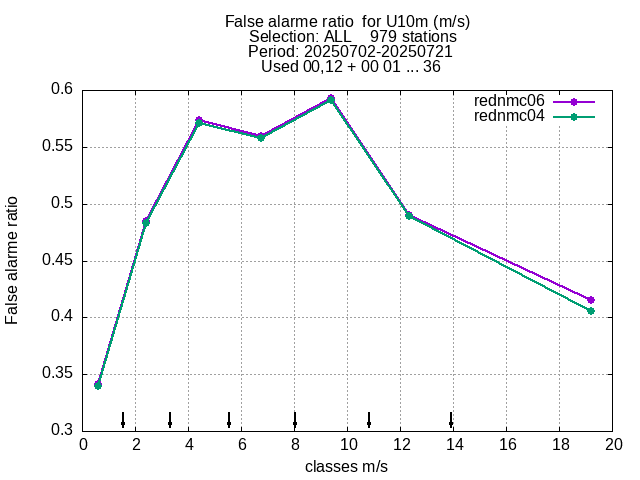 False alarme ratio  for U10m (m/s)
Selection: ALL    979 stations
Period: 20250702-20250721
Used 00,12 + 00 01 ... 36
rednmc06
rednmc04
0.6
0.55
0.5
0.45
0.4
0.35
0.3
False alarme ratio
0 2 4 6 8 10 12 14 16 18 20
classes m/s